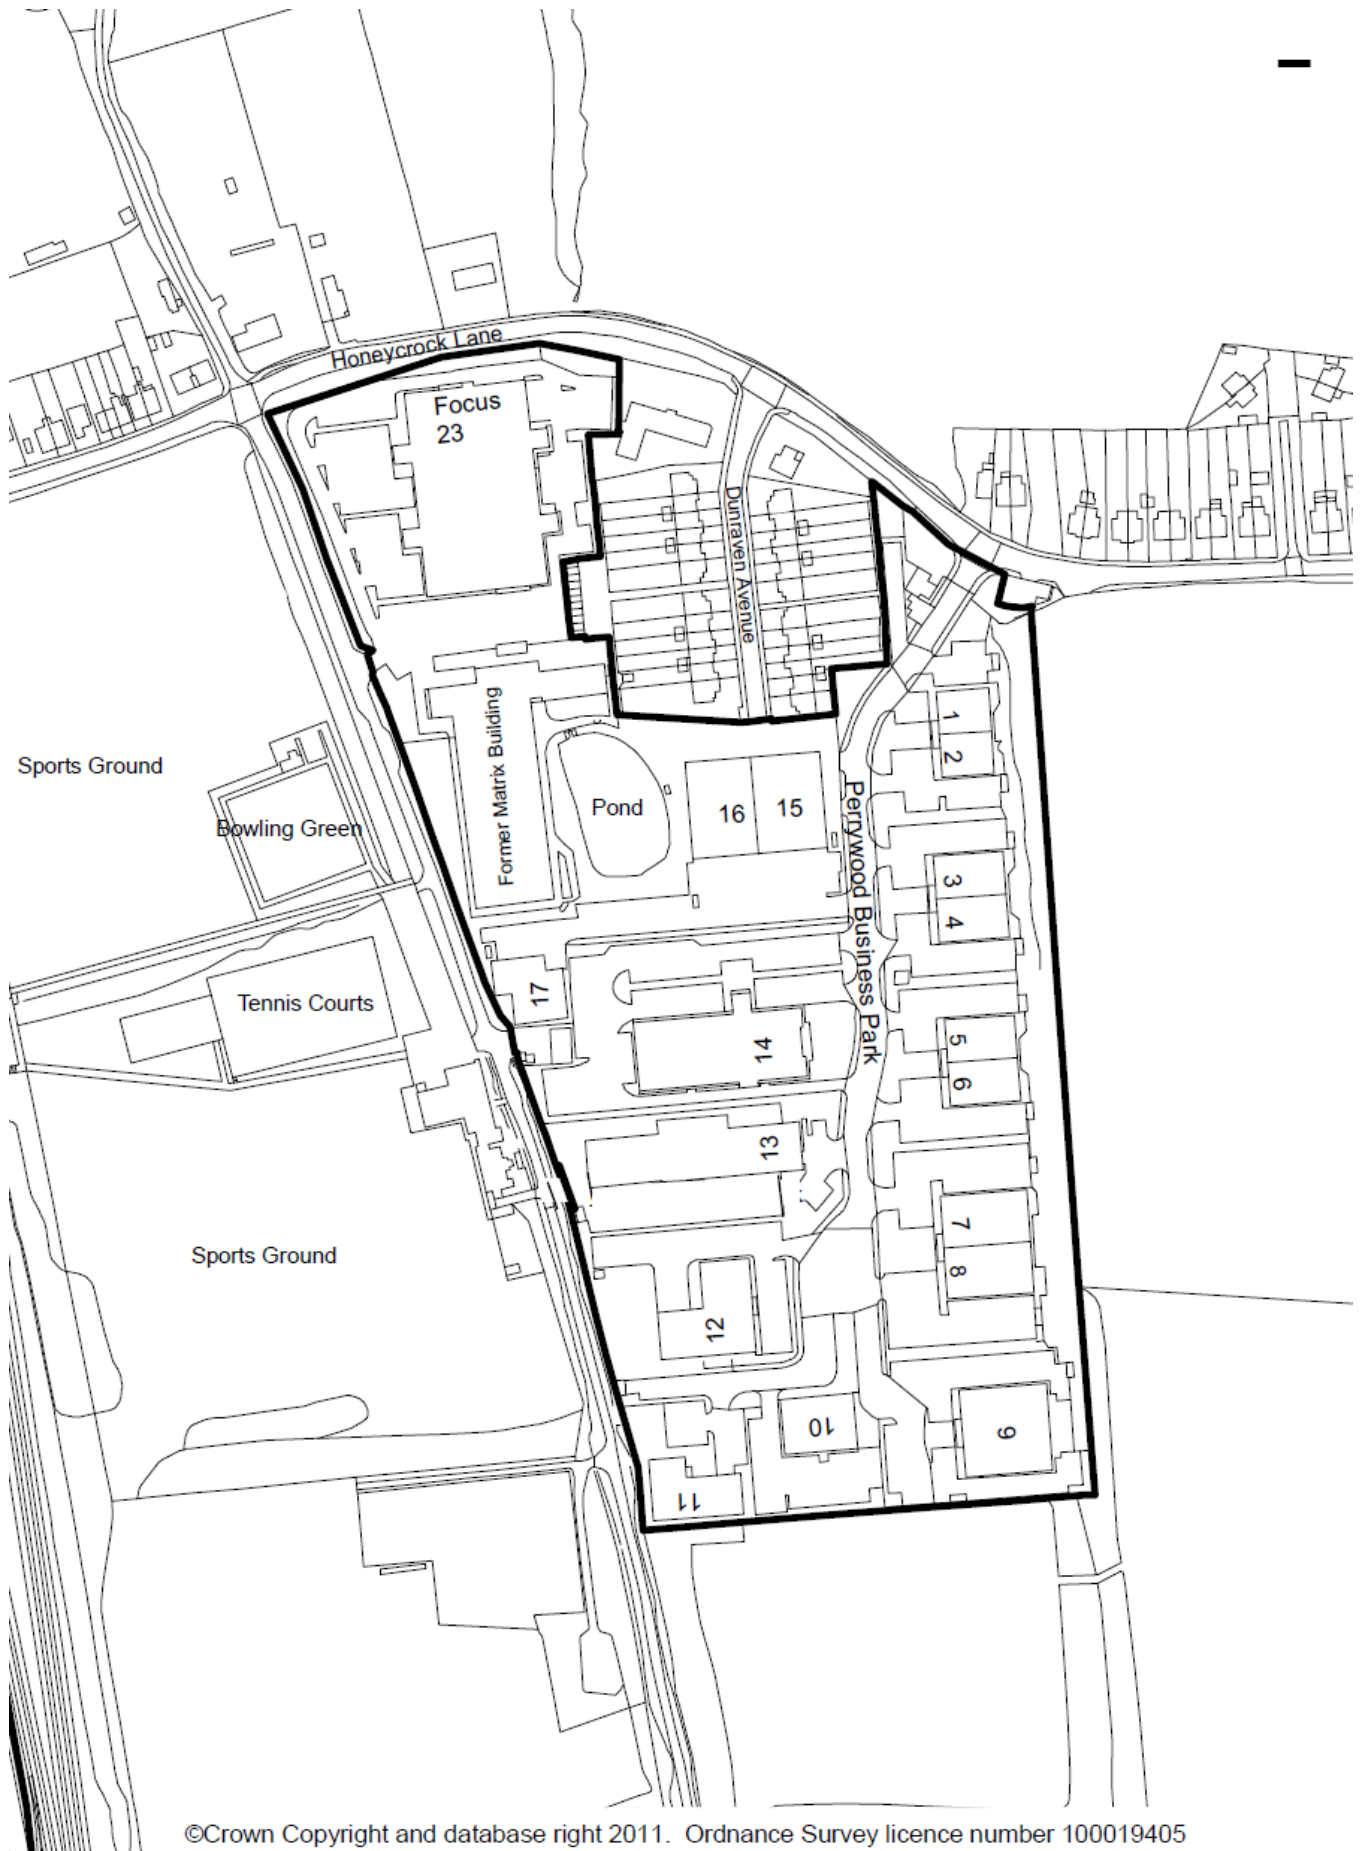 Honeycrock Lane
Focus
23
Dunraven Avenue
1
2
Former Matrix Building
Sports Ground
Pond
16
15
Bowling Green
Perrywood Business Park
3
4
17
Tennis Courts
14
5
6
13
7
Sports Ground
8
12
10
9
11
©Crown Copyright and database right 2011. Ordnance Survey licence number 100019405